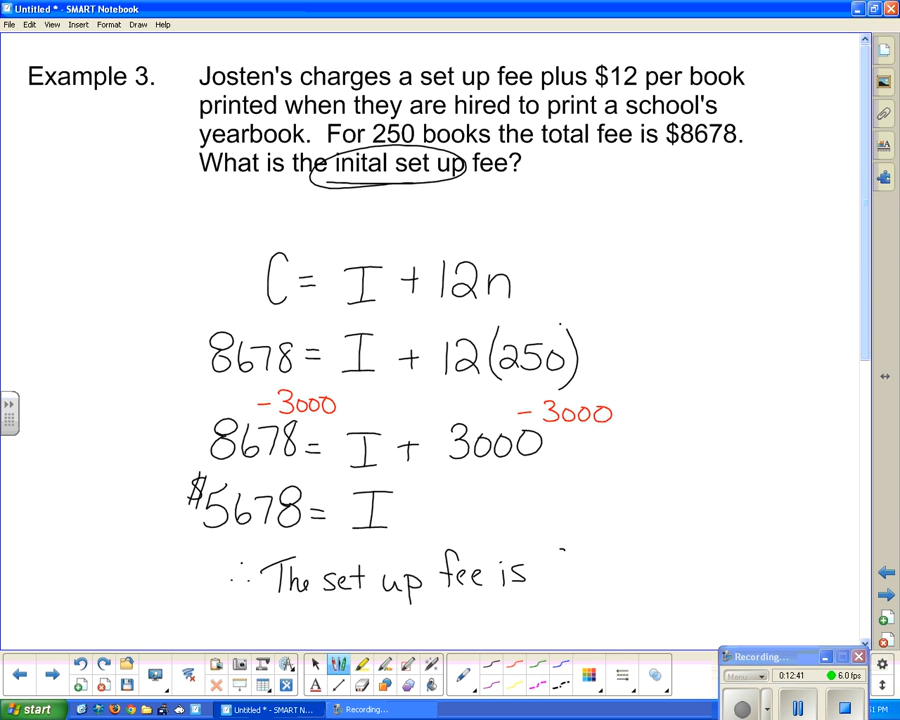 Untitled * - SMART Notebook
File Edit View Insert Format Draw Help
Example 3. Josten's charges a set up fee plus $12 per book
printed when they are hired to print a school's
yearbook. For 250 books the total fee is $8678.
What is the inital set up fee?
C = I + 12n
8678 = I + 12(250)
-3000 -3000
8678 = I + 3000
$5678 = I
∴ The set up fee is
Recording...
Menu
0:12:41 6.0 fps
start Untitled * - SMART N... Recording... :51 PM